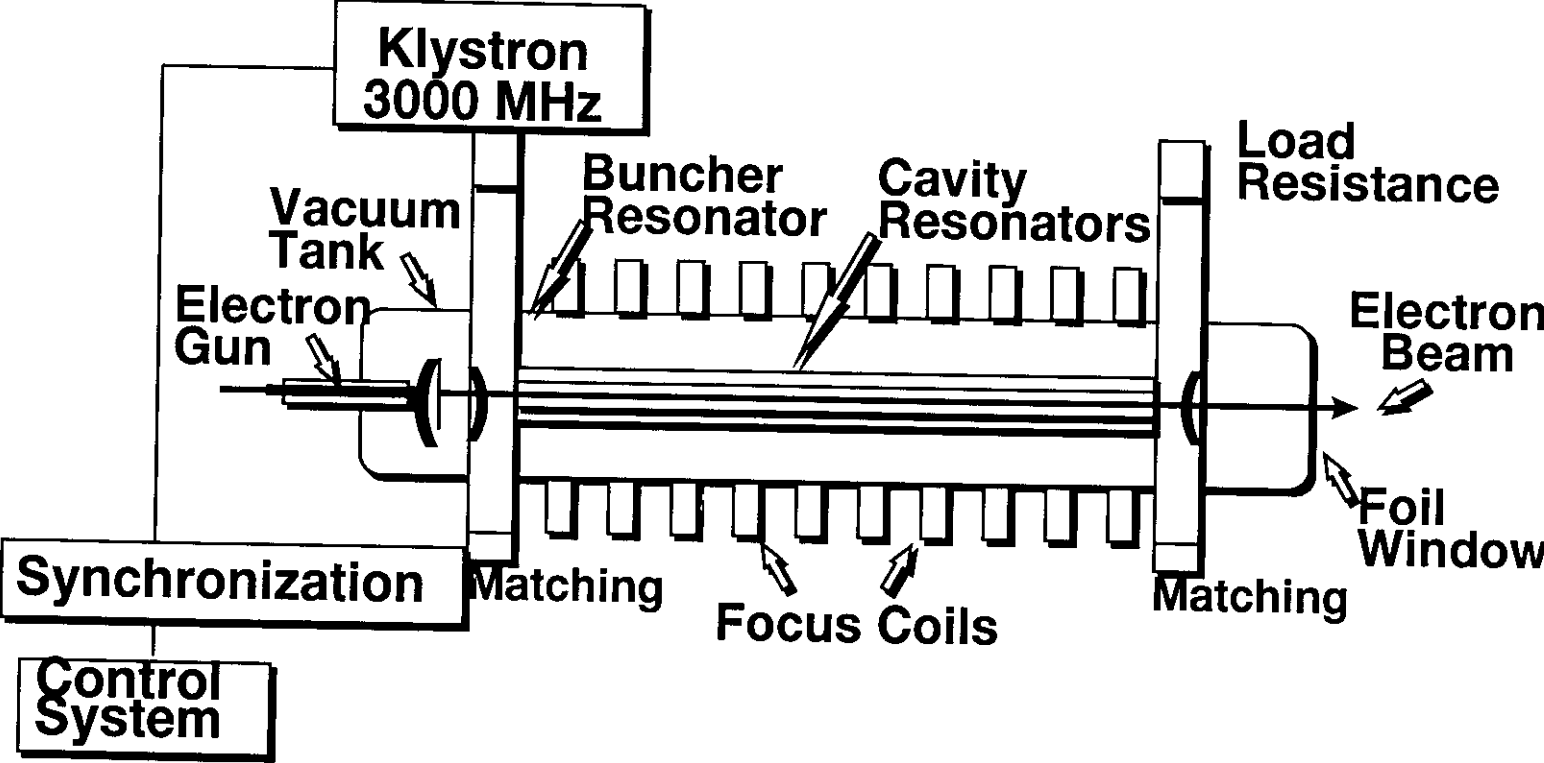 Klystron
3000 MHz
Load
Resistance
Buncher
Resonator
Cavity
Resonators
Vacuum
Tank
Electron
Gun
Electron
Beam
Foil
Window
Synchronization
Matching
Matching
Focus Coils
Control
System